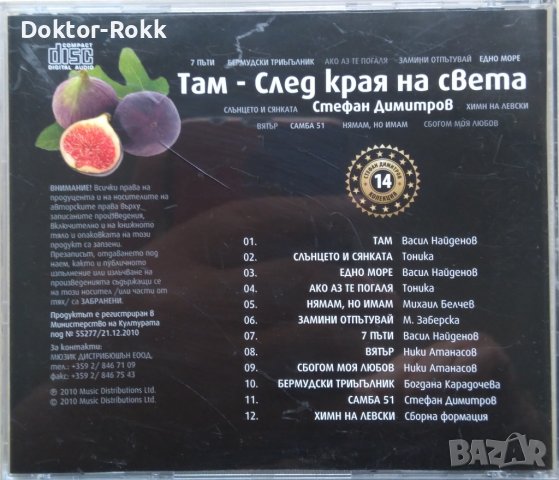 Doktor-Rokk
COMPACT
disc
DIGITAL AUDIO
7 ПЪТИ БЕРМУДСКИ ТРИЪГЪЛНИК АКО АЗ ТЕ ПОГАЛЯ ЗАМИНИ ОТПЪТУВАЙ ЕДНО МОРЕ
Там - След края на света
СЛЪНЦЕТО И СЯНКАТА Стефан Димитров ХИМН НА ЛЕВСКИ
ВЯТЪР САМБА 51 НЯМАМ, НО ИМАМ СБОГОМ МОЯ ЛЮБОВ
СТЕФАН ДИМИТРОВ
14
КОЛЕКЦИЯ
ВНИМАНИЕ! Всички права на
продуцента и на носителите на
авторските права върху
записаните произведения,
включително и на книжното
тяло и опаковката на този
продукт са запзени.
Презаписът, отдаването под
наем, както и публичното
изпълнение или излъчване на
произведенията съдържащи се
на този носител /или части от
тях/ са ЗАБРАНЕНИ.
Продуктът е регистриран в
Министерство на Културата
под № 55277/21.12.2010
За контакти:
МЮЗИК ДИСТРИБЮШЪН ЕООД,
тел.: +359 2/ 846 71 09
факс: +359 2/ 846 75 43
℗ 2010 Music Distributions Ltd.
© 2010 Music Distributions Ltd.
01. ТАМ Васил Найденов
02. СЛЪНЦЕТО И СЯНКАТА Тоника
03. ЕДНО МОРЕ Васил Найденов
04. АКО АЗ ТЕ ПОГАЛЯ Тоника
05. НЯМАМ, НО ИМАМ Михаил Белчев
06. ЗАМИНИ ОТПЪТУВАЙ М. Заберска
07. 7 ПЪТИ Васил Найденов
08. ВЯТЪР Ники Атанасов
09. СБОГОМ МОЯ ЛЮБОВ Ники Атанасов
10. БЕРМУДСКИ ТРИЪГЪЛНИК Богдана Карадочева
11. САМБА 51 Стефан Димитров
12. ХИМН НА ЛЕВСКИ Сборна формация
BAZAR